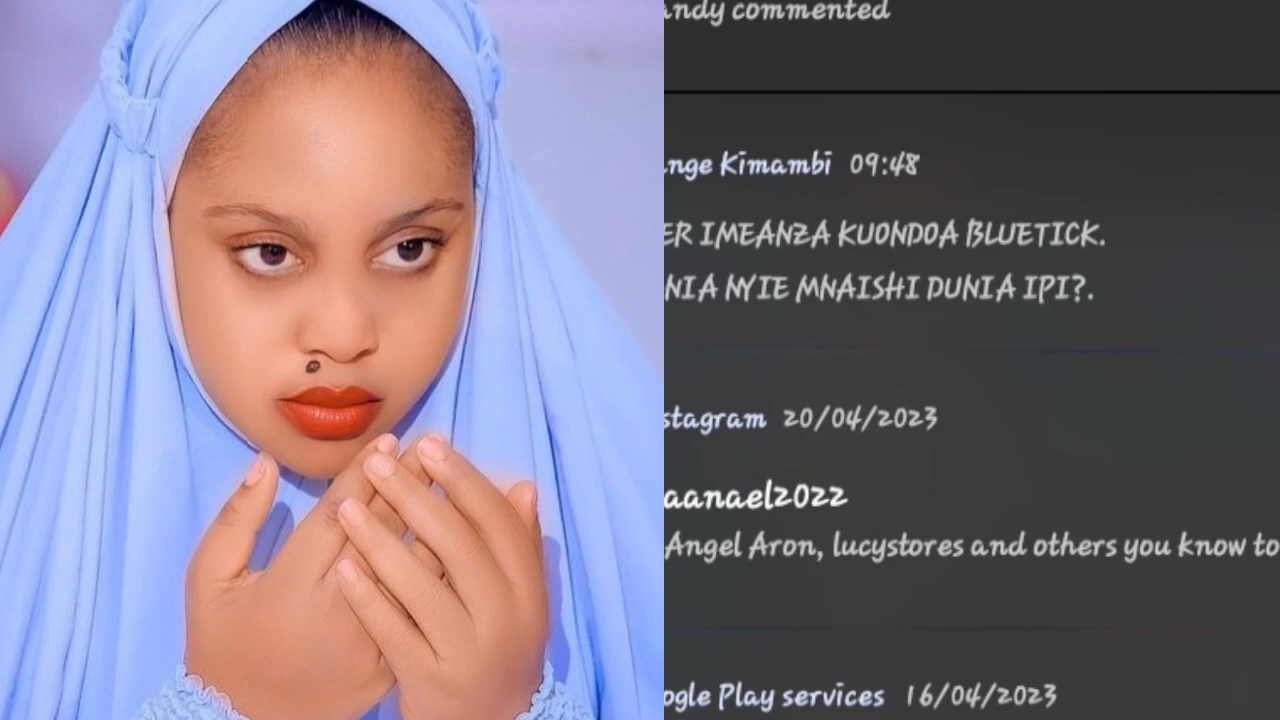 andy commented
nge Kimambi 09:48
ER IMEANZA KUONDOA BLUETICK.
NIA NYIE MNAISHI DUNIA IPI?.
stagram 20/04/2023
aanael2022
Angel Aron, lucystores and others you know to
ogle Play services 16/04/2023